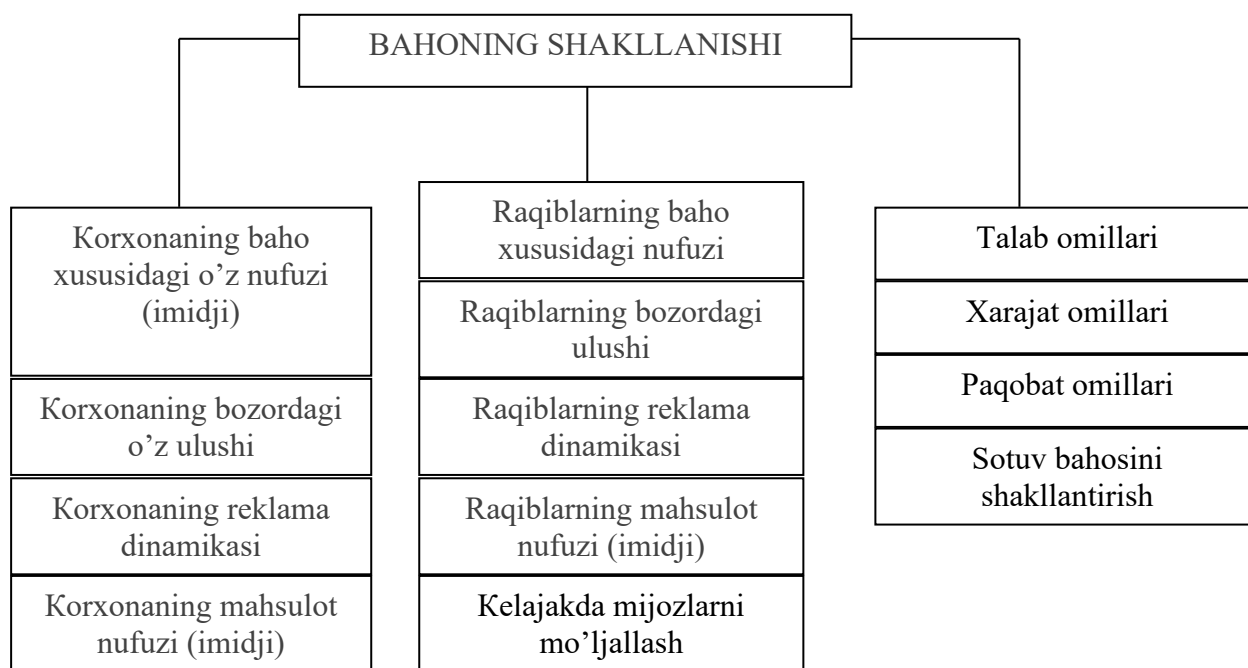 BAHONING SHAKLLANISHI
Korxonaning baho
xususidagi o’z nufuzi
(imidji)
Korxonaning bozordagi
o’z ulushi
Korxonaning reklama
dinamikasi
Korxonaning mahsulot
nufuzi (imidji)
Raqiblarning baho
xususidagi nufuzi
Raqiblarning bozordagi
ulushi
Raqiblarning reklama
dinamikasi
Raqiblarning mahsulot
nufuzi (imidji)
Kelajakda mijozlarni
mo’ljallash
Talab omillari
Xarajat omillari
Paqobat omillari
Sotuv bahosini
shakllantirish